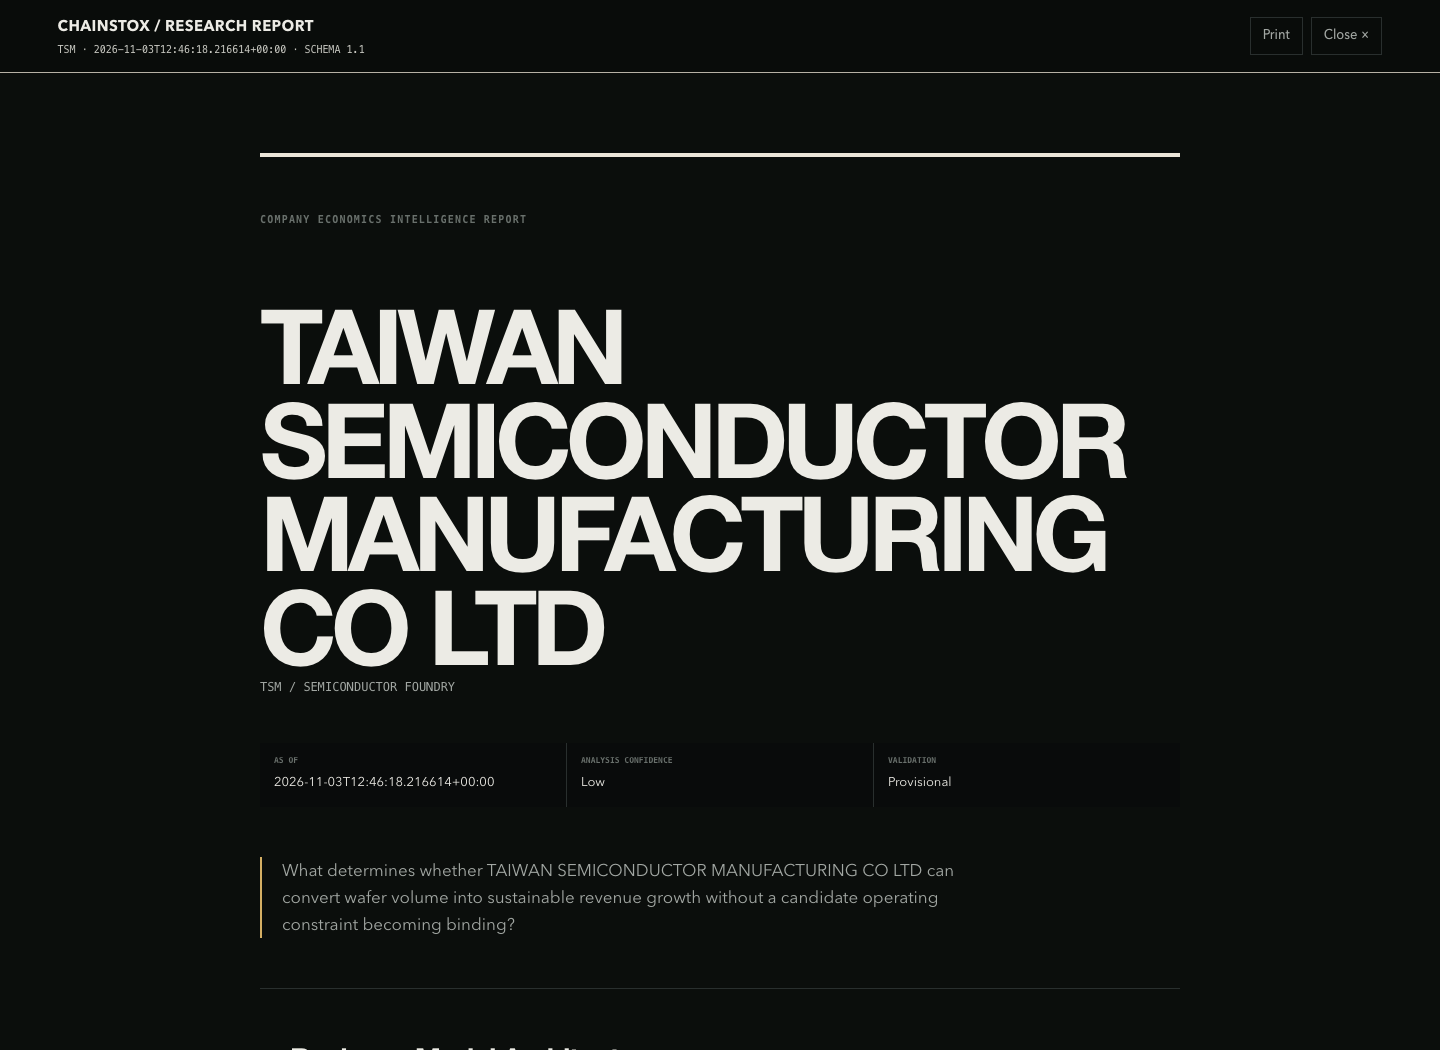 CHAINSTOX / RESEARCH REPORT
TSM · 2026-11-03T12:46:18.216614+00:00 · SCHEMA 1.1
Print
Close ×
COMPANY ECONOMICS INTELLIGENCE REPORT
TAIWAN
SEMICONDUCTOR
MANUFACTURING
CO LTD
TSM / SEMICONDUCTOR FOUNDRY
AS OF
2026-11-03T12:46:18.216614+00:00
ANALYSIS CONFIDENCE
Low
VALIDATION
Provisional
What determines whether TAIWAN SEMICONDUCTOR MANUFACTURING CO LTD can
convert wafer volume into sustainable revenue growth without a candidate operating
constraint becoming binding?